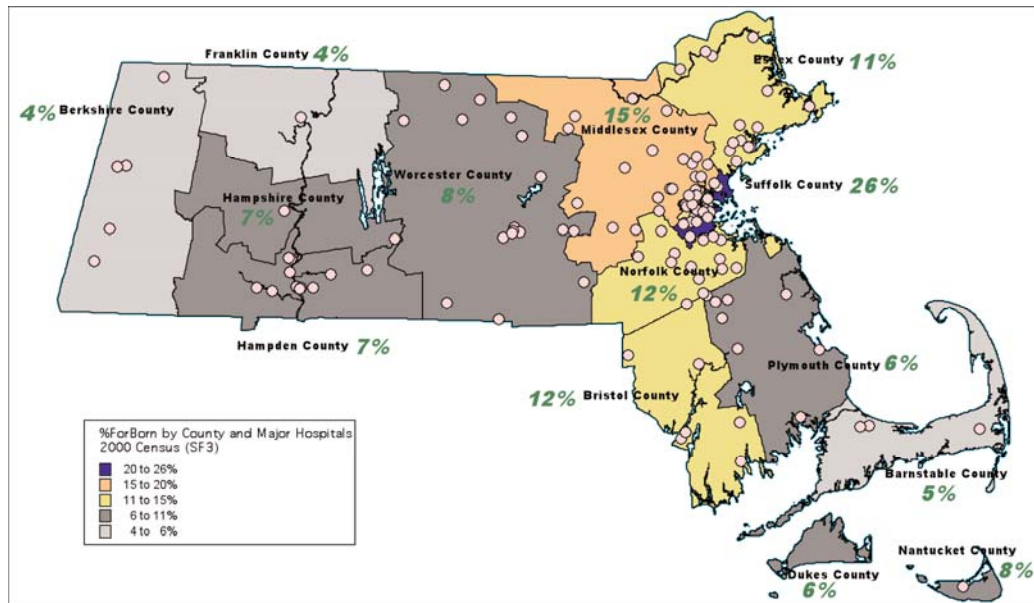 Franklin County 4%
Essex County 11%
4% Berkshire County
15%
Middlesex County
Worcester County
8%
Suffolk County 26%
Hampshire County
7%
Norfolk County
12%
Hampden County 7%
Plymouth County 6%
12% Bristol County
%ForBorn by County and Major Hospitals
2000 Census (SF3)
20 to 26%
15 to 20%
11 to 15%
6 to 11%
4 to 6%
Barnstable County
5%
Nantucket County
8%
Dukes County
6%